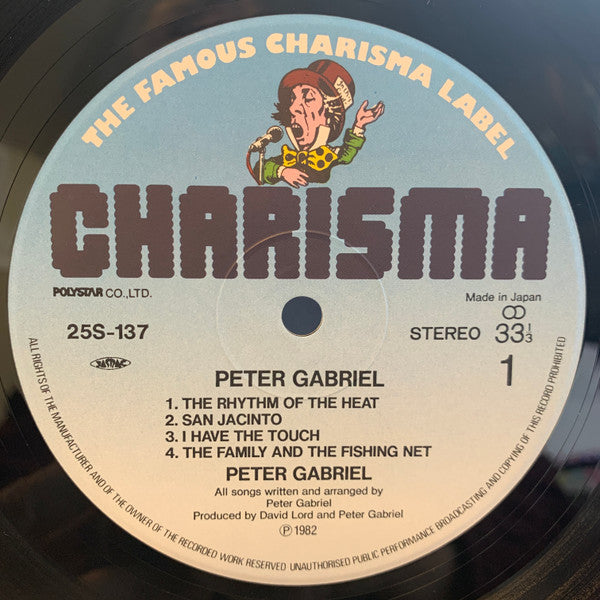 THE FAMOUS CHARISMA LABEL
CHARISMA
POLYSTAR CO.,LTD.
Made in Japan
25S-137
STEREO 33 1/3
1
PETER GABRIEL
1. THE RHYTHM OF THE HEAT
2. SAN JACINTO
3. I HAVE THE TOUCH
4. THE FAMILY AND THE FISHING NET
PETER GABRIEL
All songs written and arranged by
Peter Gabriel
Produced by David Lord and Peter Gabriel
Ⓟ1982
ALL RIGHTS OF THE MANUFACTURER AND OF THE OWNER OF THE RECORDED WORK RESERVED UNAUTHORISED PUBLIC PERFORMANCE BROADCASTING AND COPYING OF THIS RECORD PROHIBITED